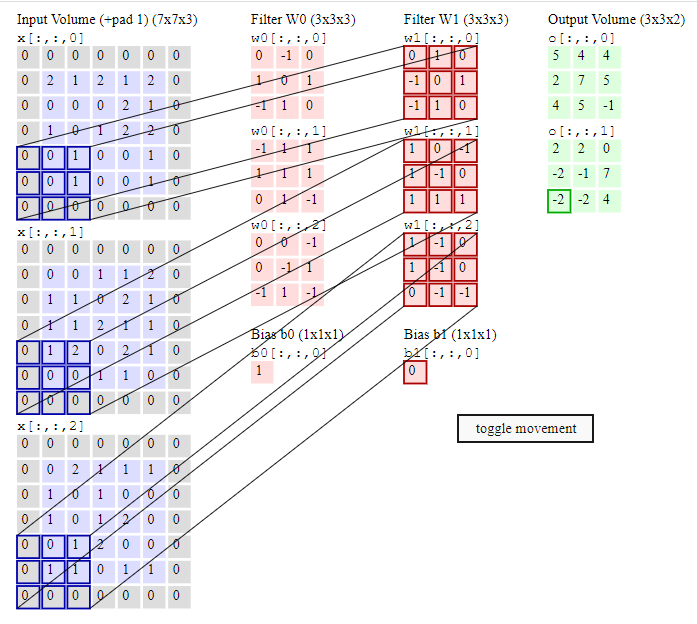 Input Volume (+pad 1) (7x7x3)
x[:,:,0]
0 0 0 0 0 0 0
0 2 1 2 1 2 0
0 0 0 0 2 1 0
0 1 0 1 2 2 0
0 0 1 0 0 1 0
0 0 1 0 0 1 0
0 0 0 0 0 0 0
x[:,:,1]
0 0 0 0 0 0 0
0 0 0 1 1 2 0
0 1 1 0 2 1 0
0 1 1 2 1 1 0
0 1 2 0 2 1 0
0 0 0 1 1 0 0
0 0 0 0 0 0 0
x[:,:,2]
0 0 0 0 0 0 0
0 0 2 1 1 1 0
0 1 0 1 0 0 0
0 1 0 1 2 0 0
0 0 1 2 0 0 0
0 1 1 0 1 1 0
0 0 0 0 0 0 0
Filter W0 (3x3x3)
w0[:,:,0]
0 -1 0
1 0 1
-1 1 0
w0[:,:,1]
-1 1 1
1 1 1
0 1 -1
w0[:,:,2]
0 0 -1
0 -1 1
-1 1 -1
Bias b0 (1x1x1)
b0[:,:,0]
1
Filter W1 (3x3x3)
w1[:,:,0]
0 1 0
-1 0 1
-1 1 0
w1[:,:,1]
1 0 -1
1 -1 0
1 1 1
w1[:,:,2]
1 -1 0
1 -1 0
0 -1 -1
Bias b1 (1x1x1)
b1[:,:,0]
0
Output Volume (3x3x2)
o[:,:,0]
5 4 4
2 7 5
4 5 -1
o[:,:,1]
2 2 0
-2 -1 7
-2 -2 4
toggle movement